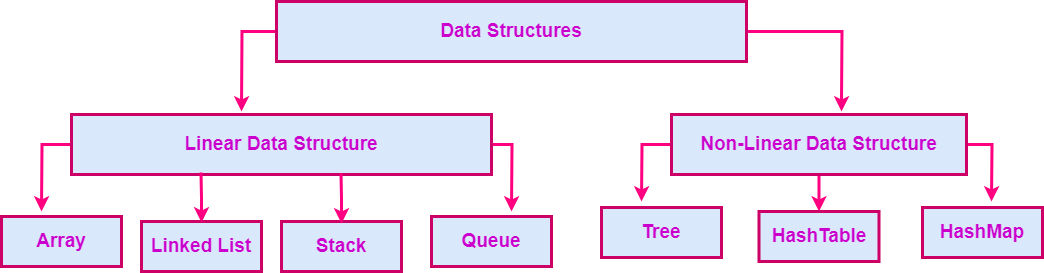 Data Structures
Linear Data Structure
Non-Linear Data Structure
Array
Linked List
Stack
Queue
Tree
HashTable
HashMap